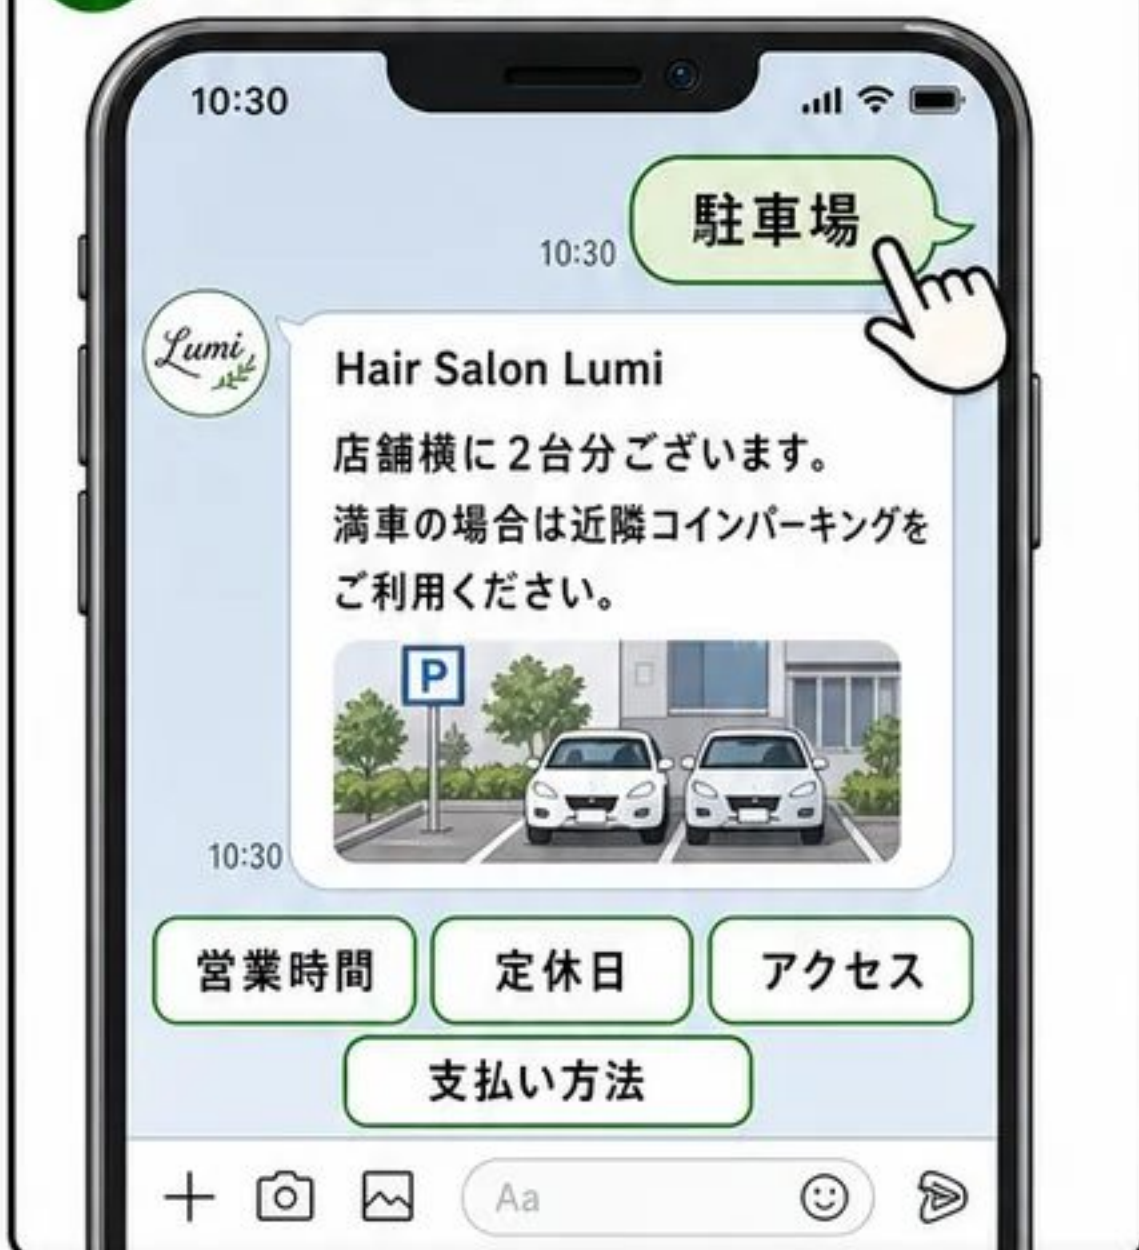 10:30
駐車場
10:30
Lumi
Hair Salon Lumi
店舗横に2台分ございます。
満車の場合は近隣コインパーキングを
ご利用ください。
P
10:30
営業時間
定休日
アクセス
支払い方法
Aa